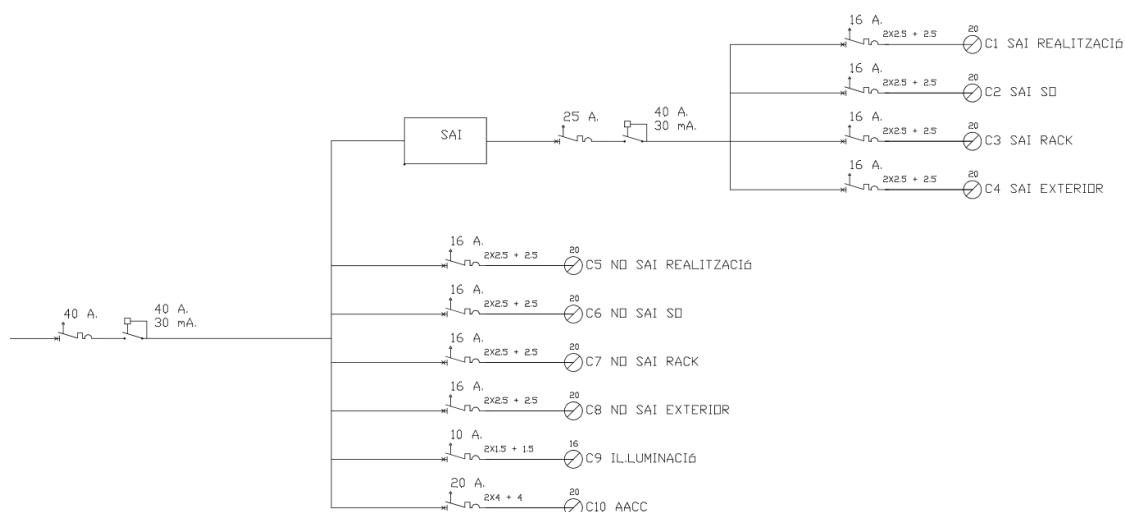 16 A.
2X2.5 + 2.5
20
C1 SAI REALITZACIó
16 A.
2X2.5 + 2.5
20
C2 SAI SO
25 A.
40 A.
30 mA.
SAI
16 A.
2X2.5 + 2.5
20
C3 SAI RACK
16 A.
2X2.5 + 2.5
20
C4 SAI EXTERIOR
16 A.
2X2.5 + 2.5
20
C5 NO SAI REALITZACIó
16 A.
2X2.5 + 2.5
20
C6 NO SAI SO
40 A.
40 A.
30 mA.
16 A.
2X2.5 + 2.5
20
C7 NO SAI RACK
16 A.
2X2.5 + 2.5
20
C8 NO SAI EXTERIOR
10 A.
2X1.5 + 1.5
16
C9 IL.LUMINACIó
20 A.
2X4 + 4
20
C10 AACC